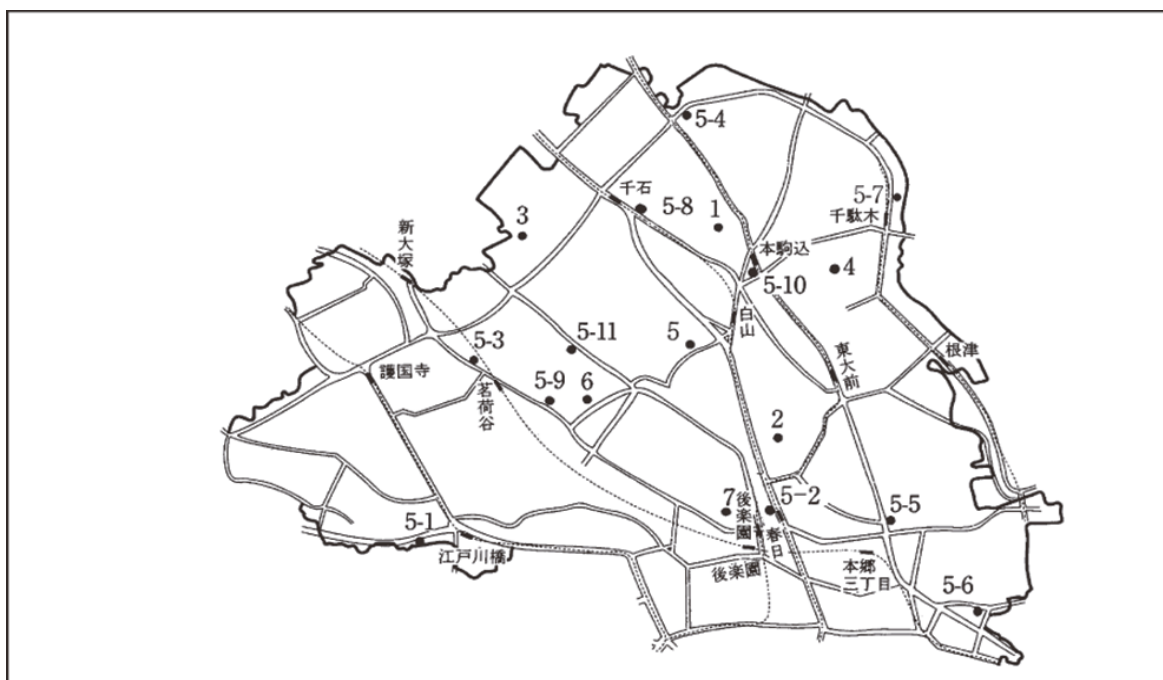 5-4
千石
5-8
1
5-7
千駄木
3
新大塚
本駒込
4
5-10
白山
5-11
5
根津
5-3
東大前
護国寺
茗荷谷
5-9
6
2
7
後楽園
5-2
5-5
春日
5-1
江戸川橋
後楽園
本郷
三丁目
5-6